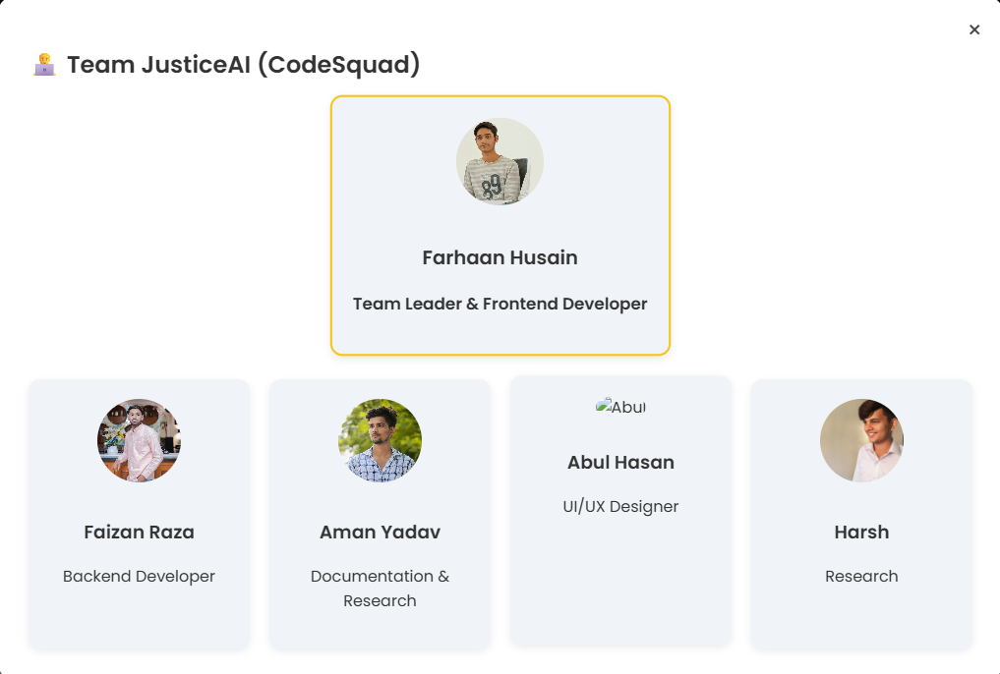 Team JusticeAI (CodeSquad)
89
Farhaan Husain
Team Leader & Frontend Developer
Faizan Raza
Backend Developer
Aman Yadav
Documentation &
Research
Abul
Abul Hasan
UI/UX Designer
Harsh
Research